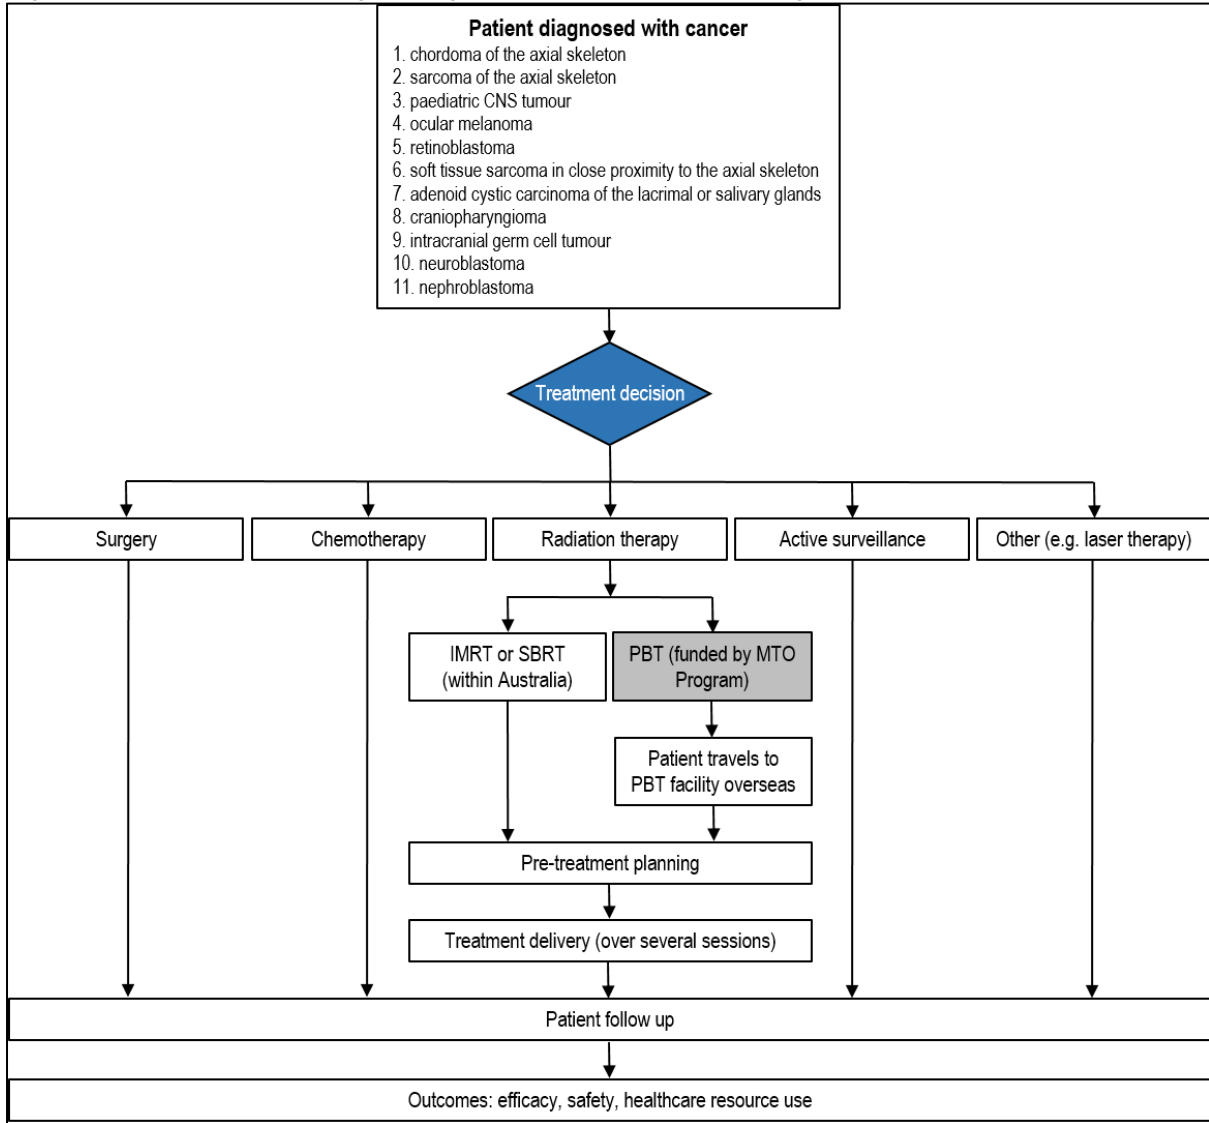 Patient diagnosed with cancer
1. chordoma of the axial skeleton
2. sarcoma of the axial skeleton
3. paediatric CNS tumour
4. ocular melanoma
5. retinoblastoma
6. soft tissue sarcoma in close proximity to the axial skeleton
7. adenoid cystic carcinoma of the lacrimal or salivary glands
8. craniopharyngioma
9. intracranial germ cell tumour
10. neuroblastoma
11. nephroblastoma
Treatment decision
Surgery
Chemotherapy
Radiation therapy
Active surveillance
Other (e.g. laser therapy)
IMRT or SBRT
(within Australia)
PBT (funded by MTO
Program)
Patient travels to
PBT facility overseas
Pre-treatment planning
Treatment delivery (over several sessions)
Patient follow up
Outcomes: efficacy, safety, healthcare resource use